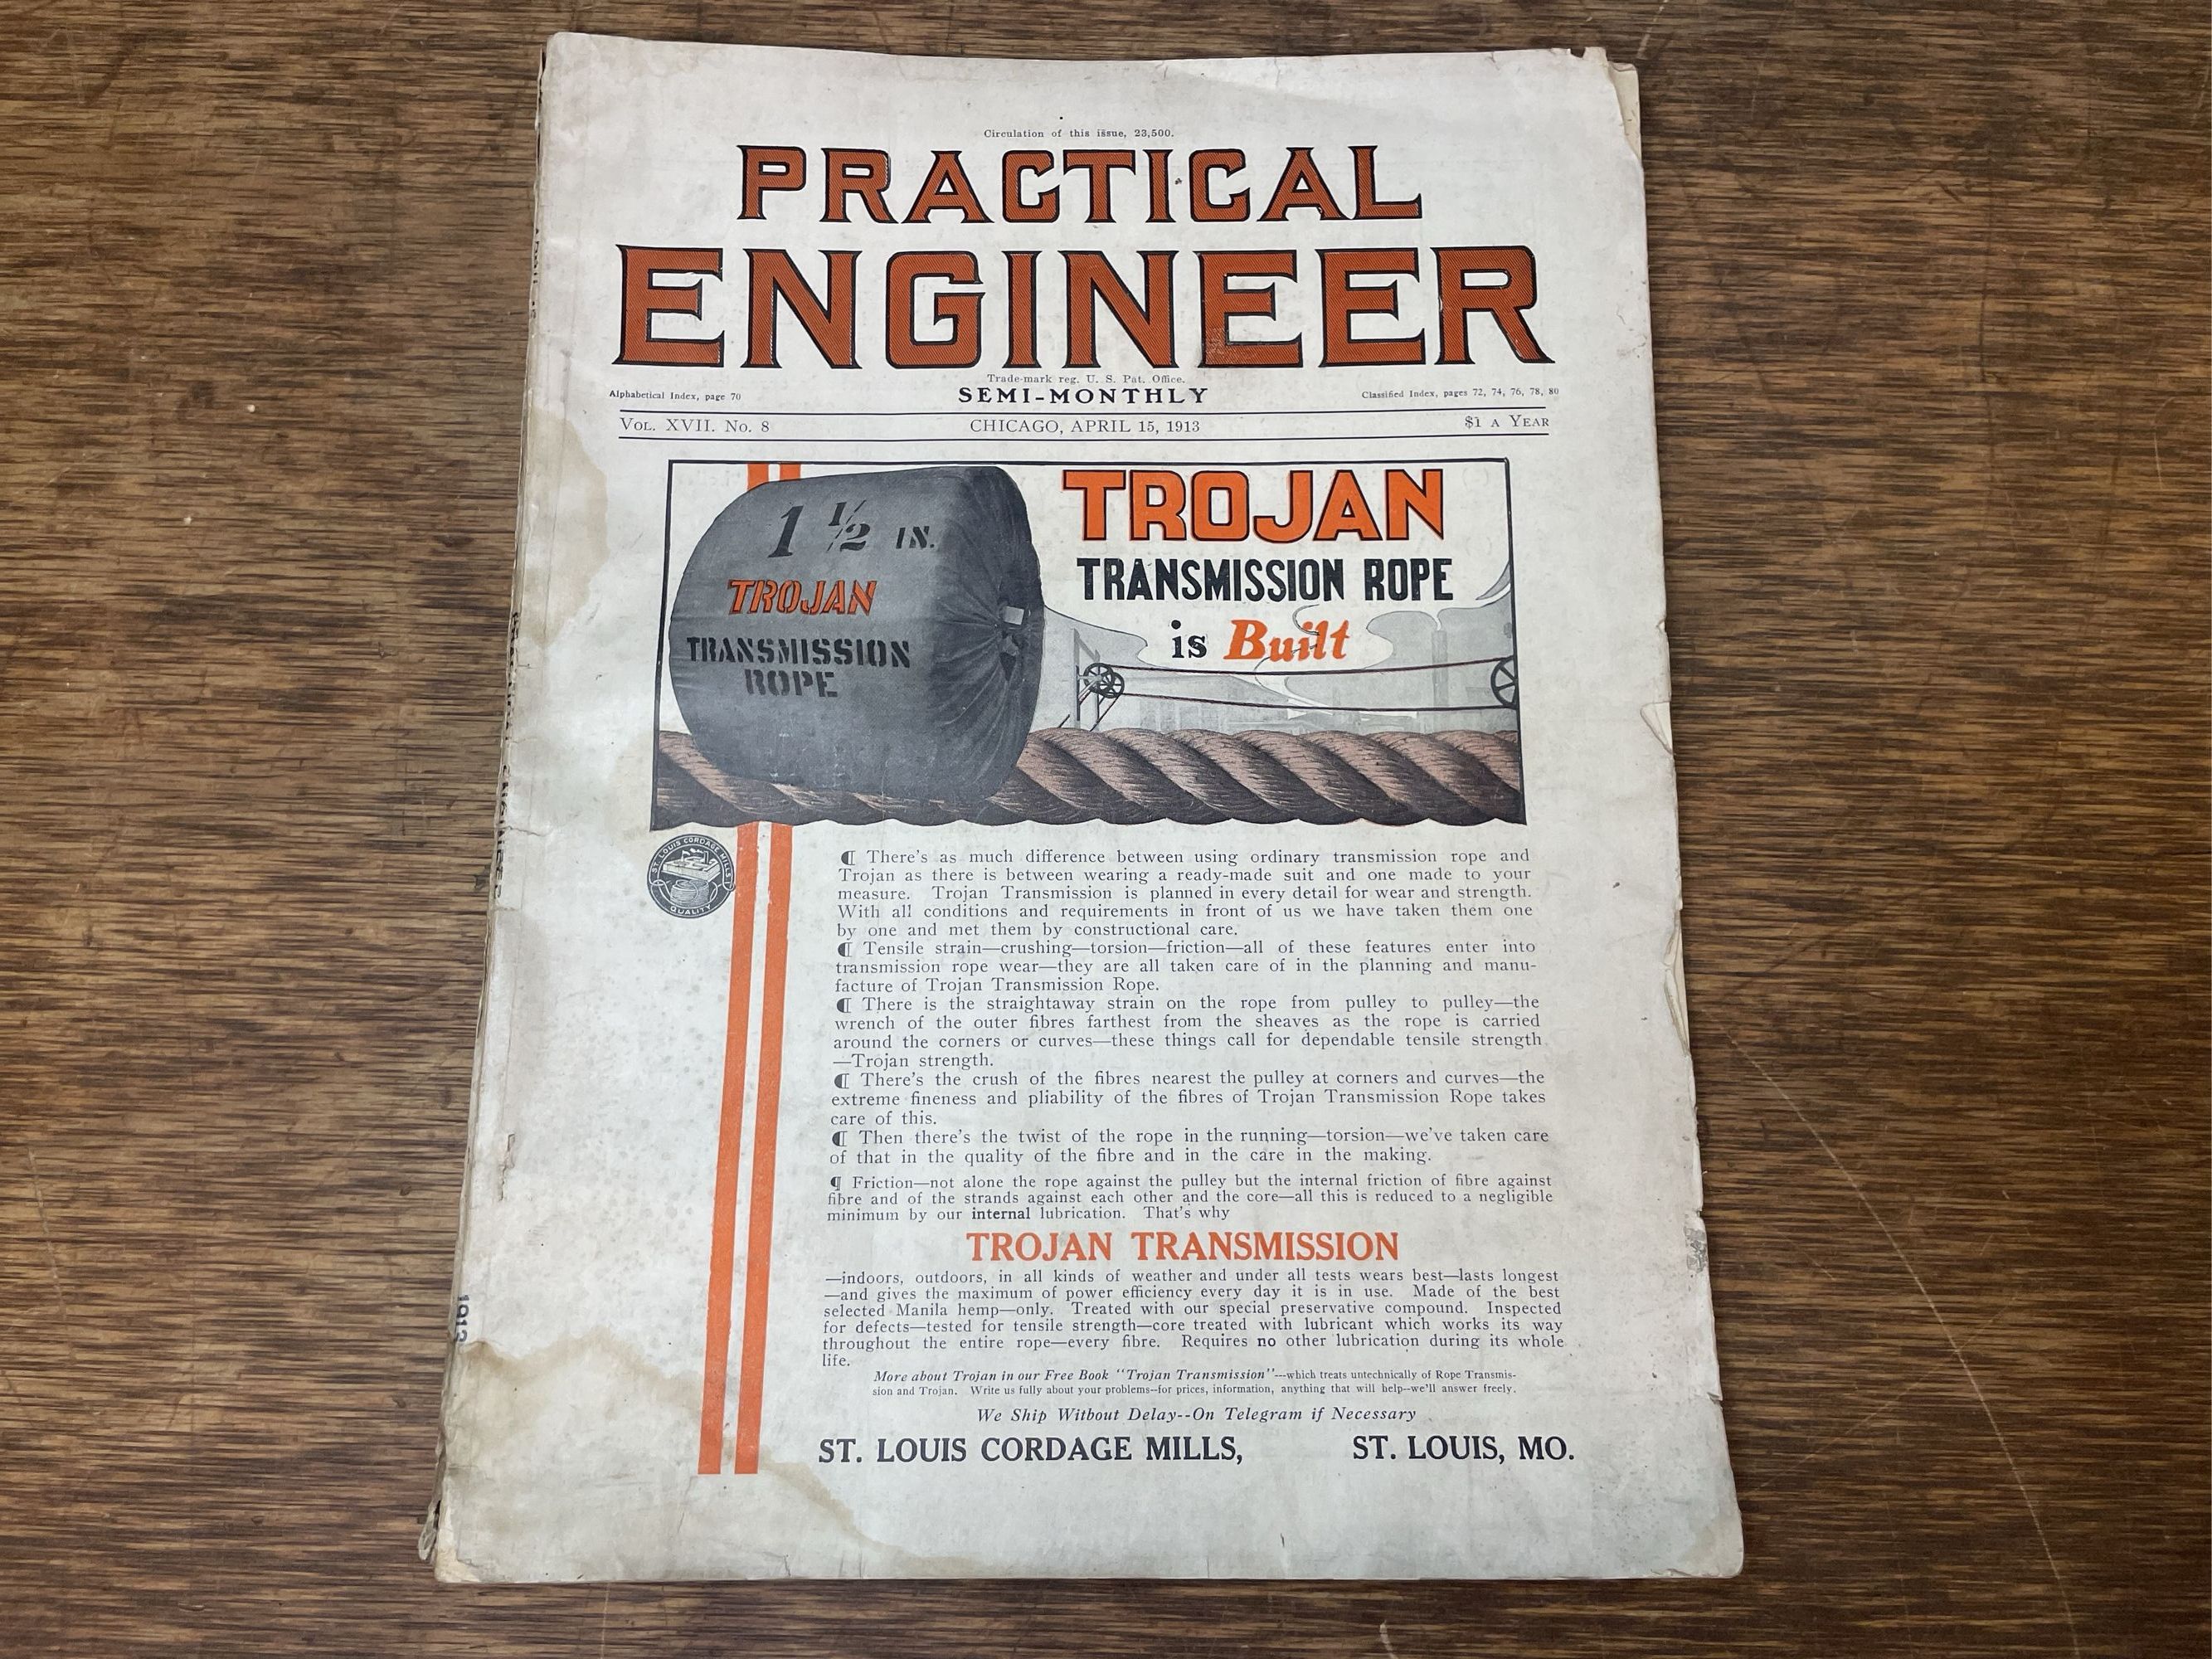 Circulation of this issue, 23,500.
PRACTICAL
ENGINEER
Trade-mark reg. U. S. Pat. Office.
Alphabetical Index, page 70
SEMI-MONTHLY
Classified Index, pages 72, 74, 76, 78, 80
VOL. XVII. No. 8
CHICAGO, APRIL 15, 1913
$1 A YEAR
1 1/2 IN.
TROJAN
TRANSMISSION
ROPE
TROJAN
TRANSMISSION ROPE
is Built
ST. LOUIS CORDAGE MILLS
QUALITY
¶ There's as much difference between using ordinary transmission rope and
Trojan as there is between wearing a ready-made suit and one made to your
measure. Trojan Transmission is planned in every detail for wear and strength.
With all conditions and requirements in front of us we have taken them one
by one and met them by constructional care.
¶ Tensile strain—crushing—torsion—friction—all of these features enter into
transmission rope wear—they are all taken care of in the planning and manu-
facture of Trojan Transmission Rope.
¶ There is the straightaway strain on the rope from pulley to pulley—the
wrench of the outer fibres farthest from the sheaves as the rope is carried
around the corners or curves—these things call for dependable tensile strength
—Trojan strength.
¶ There's the crush of the fibres nearest the pulley at corners and curves—the
extreme fineness and pliability of the fibres of Trojan Transmission Rope takes
care of this.
¶ Then there's the twist of the rope in the running—torsion—we've taken care
of that in the quality of the fibre and in the care in the making.
¶ Friction—not alone the rope against the pulley but the internal friction of fibre against
fibre and of the strands against each other and the core—all this is reduced to a negligible
minimum by our internal lubrication. That's why
TROJAN TRANSMISSION
—indoors, outdoors, in all kinds of weather and under all tests wears best—lasts longest
—and gives the maximum of power efficiency every day it is in use. Made of the best
selected Manila hemp—only. Treated with our special preservative compound. Inspected
for defects—tested for tensile strength—core treated with lubricant which works its way
throughout the entire rope—every fibre. Requires no other lubrication during its whole
life.
More about Trojan in our Free Book "Trojan Transmission"--which treats untechnically of Rope Transmis-
sion and Trojan. Write us fully about your problems--for prices, information, anything that will help--we'll answer freely.
We Ship Without Delay--On Telegram if Necessary
ST. LOUIS CORDAGE MILLS, ST. LOUIS, MO.
1913